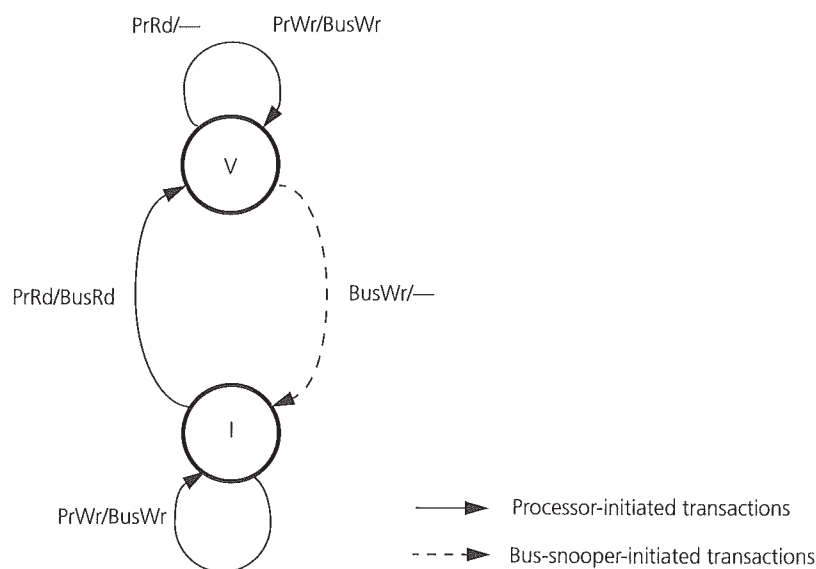 PrRd/— PrWr/BusWr
V
PrRd/BusRd
BusWr/—
I
PrWr/BusWr
Processor-initiated transactions
Bus-snooper-initiated transactions